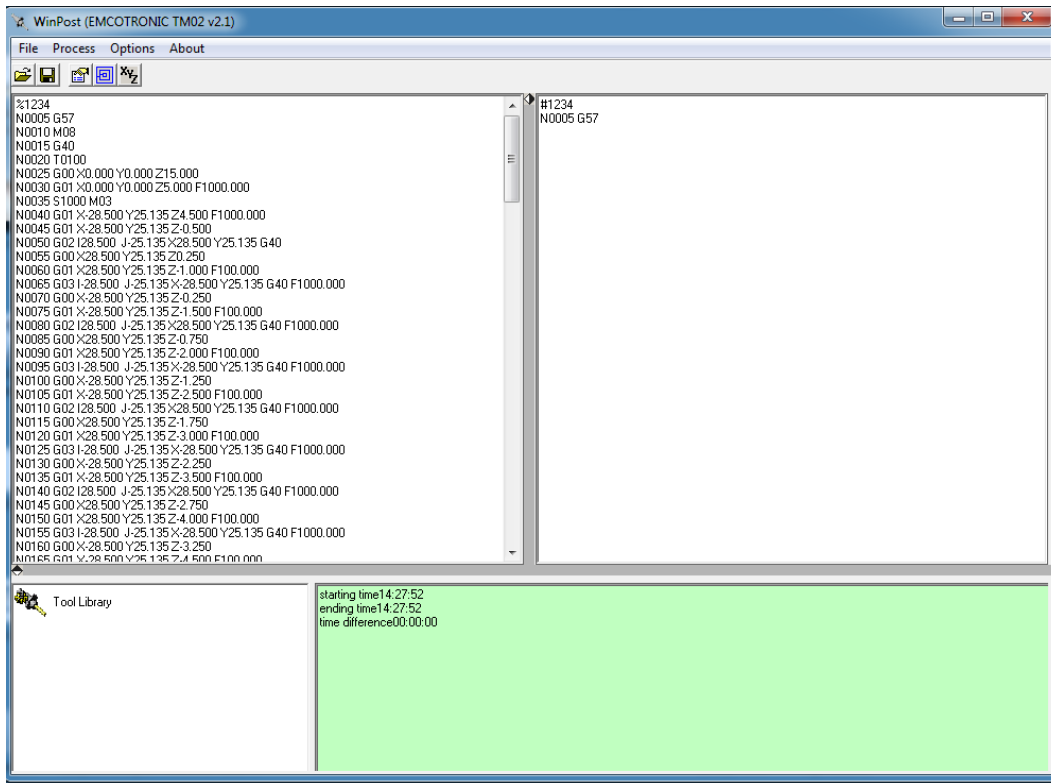 WinPost (EMCOTRONIC TM02 v2.1)
File Process Options About
XYZ
%1234
N0005 G57
N0010 M08
N0015 G40
N0020 T0100
N0025 G00 X0.000 Y0.000 Z15.000
N0030 G01 X0.000 Y0.000 Z5.000 F1000.000
N0035 S1000 M03
N0040 G01 X-28.500 Y25.135 Z4.500 F1000.000
N0045 G01 X-28.500 Y25.135 Z-0.500
N0050 G02 I28.500  J-25.135 X28.500 Y25.135 G40
N0055 G00 X28.500 Y25.135 Z0.250
N0060 G01 X28.500 Y25.135 Z-1.000 F100.000
N0065 G03 I-28.500  J-25.135 X-28.500 Y25.135 G40 F1000.000
N0070 G00 X-28.500 Y25.135 Z-0.250
N0075 G01 X-28.500 Y25.135 Z-1.500 F100.000
N0080 G02 I28.500  J-25.135 X28.500 Y25.135 G40 F1000.000
N0085 G00 X28.500 Y25.135 Z-0.750
N0090 G01 X28.500 Y25.135 Z-2.000 F100.000
N0095 G03 I-28.500  J-25.135 X-28.500 Y25.135 G40 F1000.000
N0100 G00 X-28.500 Y25.135 Z-1.250
N0105 G01 X-28.500 Y25.135 Z-2.500 F100.000
N0110 G02 I28.500  J-25.135 X28.500 Y25.135 G40 F1000.000
N0115 G00 X28.500 Y25.135 Z-1.750
N0120 G01 X28.500 Y25.135 Z-3.000 F100.000
N0125 G03 I-28.500  J-25.135 X-28.500 Y25.135 G40 F1000.000
N0130 G00 X-28.500 Y25.135 Z-2.250
N0135 G01 X-28.500 Y25.135 Z-3.500 F100.000
N0140 G02 I28.500  J-25.135 X28.500 Y25.135 G40 F1000.000
N0145 G00 X28.500 Y25.135 Z-2.750
N0150 G01 X28.500 Y25.135 Z-4.000 F100.000
N0155 G03 I-28.500  J-25.135 X-28.500 Y25.135 G40 F1000.000
N0160 G00 X-28.500 Y25.135 Z-3.250
N0165 G01 X-28.500 Y25.135 Z-4.500 F100.000
#1234
N0005 G57
Tool Library
starting time14:27:52
ending time14:27:52
time difference00:00:00